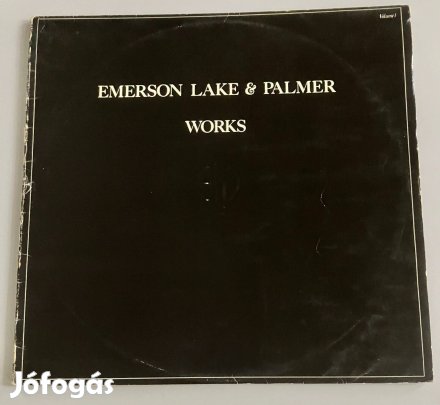 Volume 1
EMERSON LAKE & PALMER
WORKS
Jófogás